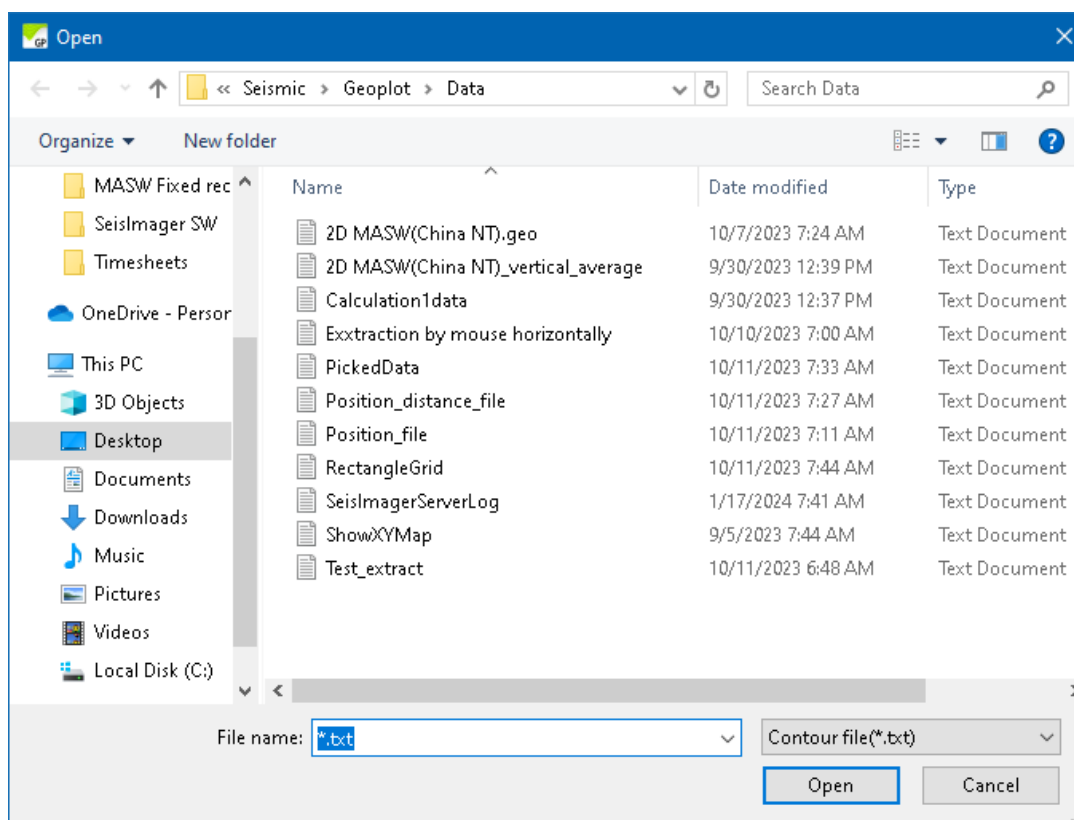 GP Open
« Seismic > Geoplot > Data Search Data
Organize New folder ?
MASW Fixed rec
SeisImager SW
Timesheets
OneDrive - Person
This PC
3D Objects
Desktop
Documents
Downloads
Music
Pictures
Videos
Local Disk (C:)
Name Date modified Type
2D MASW(China NT).geo 10/7/2023 7:24 AM Text Document
2D MASW(China NT)_vertical_average 9/30/2023 12:39 PM Text Document
Calculation1data 9/30/2023 12:37 PM Text Document
Exxtraction by mouse horizontally 10/10/2023 7:00 AM Text Document
PickedData 10/11/2023 7:33 AM Text Document
Position_distance_file 10/11/2023 7:27 AM Text Document
Position_file 10/11/2023 7:11 AM Text Document
RectangleGrid 10/11/2023 7:44 AM Text Document
SeisImagerServerLog 1/17/2024 7:41 AM Text Document
ShowXYMap 9/5/2023 7:44 AM Text Document
Test_extract 10/11/2023 6:48 AM Text Document
File name: *.txt Contour file(*.txt)
Open Cancel